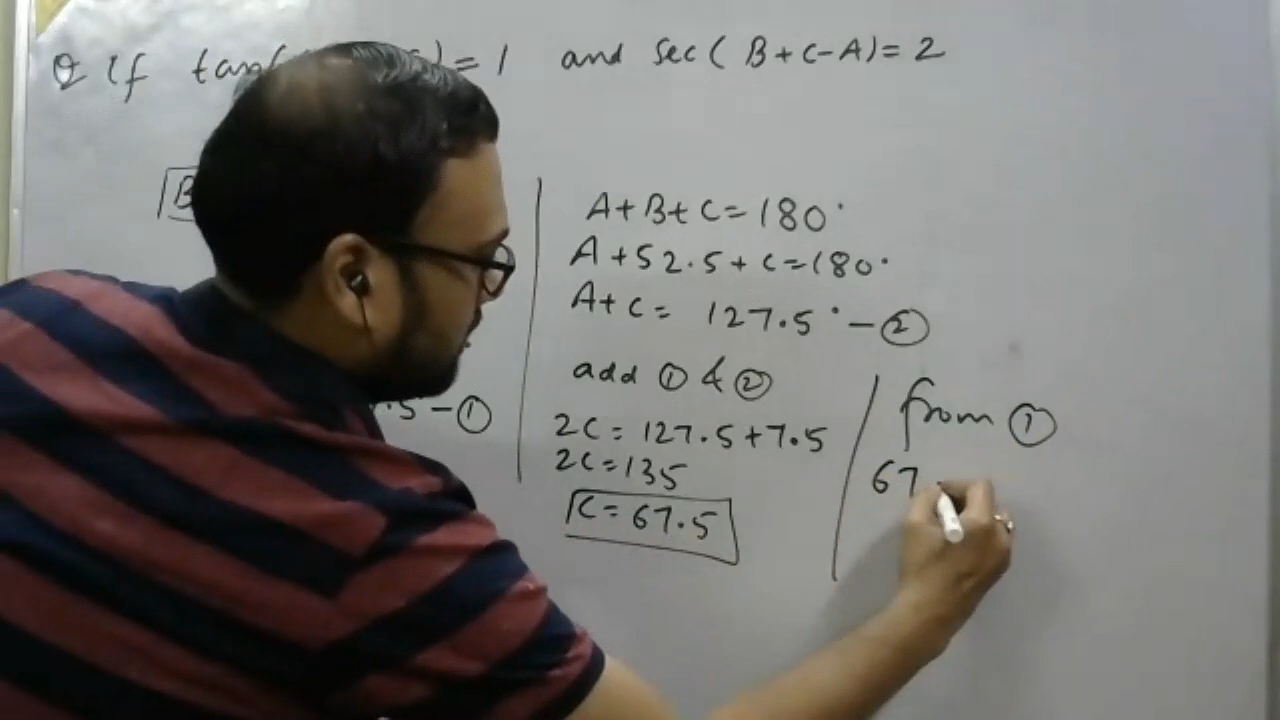 Q If tan( )=1 and sec( B+C-A)=2
B
.5 - ①
A+B+C=180°
A+52.5+C=180°
A+C= 127.5° - ②
add ① & ②
2C= 127.5+7.5
2C=135
C= 67.5
from ①
67.